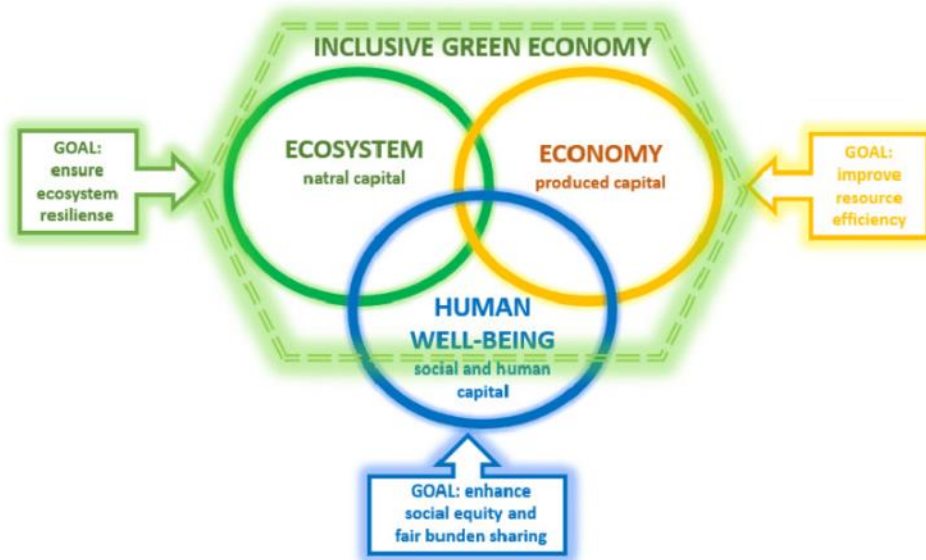 INCLUSIVE GREEN ECONOMY
GOAL:
ensure
ecosystem
resiliense
ECOSYSTEM
natral capital
ECONOMY
produced capital
GOAL:
improve
resource
efficiency
HUMAN
WELL-BEING
social and human
capital
GOAL: enhance
social equity and
fair bunden sharing